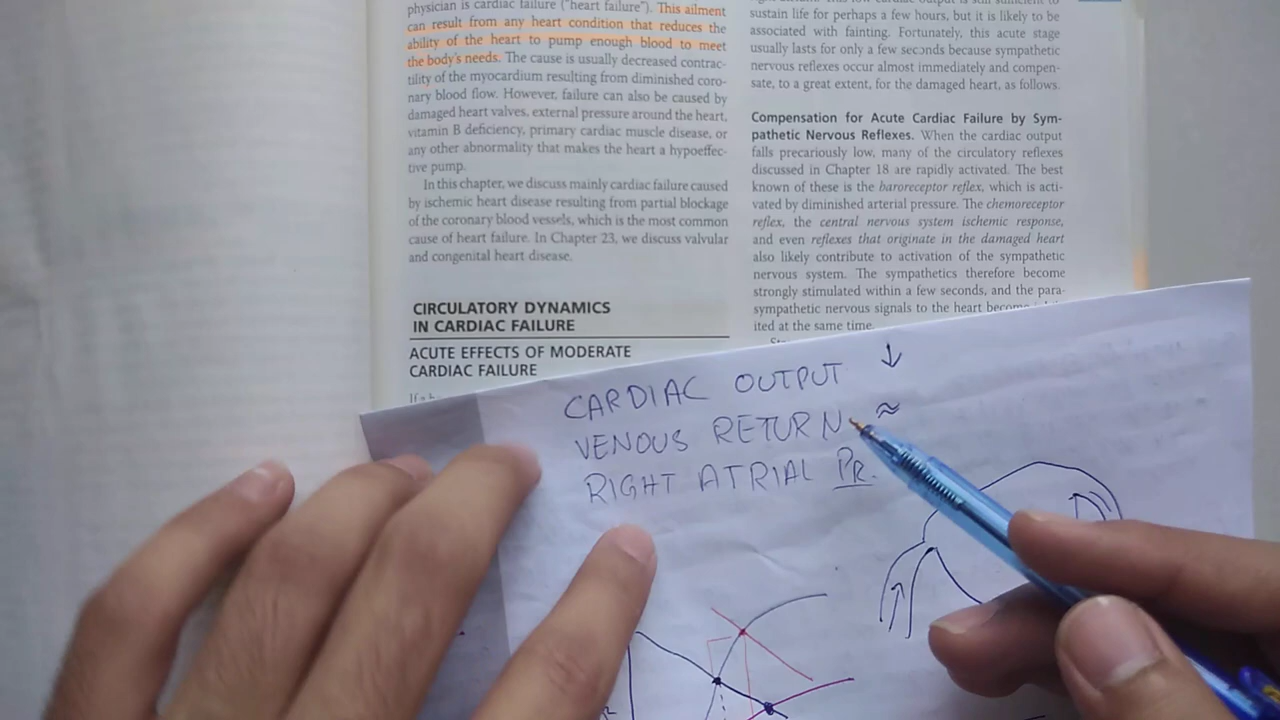 physician is cardiac failure ("heart failure"). This ailment
can result from any heart condition that reduces the
ability of the heart to pump enough blood to meet
the body's needs. The cause is usually decreased contrac-
tility of the myocardium resulting from diminished coro-
nary blood flow. However, failure can also be caused by
damaged heart valves, external pressure around the heart,
vitamin B deficiency, primary cardiac muscle disease, or
any other abnormality that makes the heart a hypoeffec-
tive pump.
In this chapter, we discuss mainly cardiac failure caused
by ischemic heart disease resulting from partial blockage
of the coronary blood vessels, which is the most common
cause of heart failure. In Chapter 23, we discuss valvular
and congenital heart disease.
CIRCULATORY DYNAMICS
IN CARDIAC FAILURE
ACUTE EFFECTS OF MODERATE
CARDIAC FAILURE
sustain life for perhaps a few hours, but it is likely to be
associated with fainting. Fortunately, this acute stage
usually lasts for only a few seconds because sympathetic
nervous reflexes occur almost immediately and compen-
sate, to a great extent, for the damaged heart, as follows.
Compensation for Acute Cardiac Failure by Sym-
pathetic Nervous Reflexes. When the cardiac output
falls precariously low, many of the circulatory reflexes
discussed in Chapter 18 are rapidly activated. The best
known of these is the baroreceptor reflex, which is acti-
vated by diminished arterial pressure. The chemoreceptor
reflex, the central nervous system ischemic response,
and even reflexes that originate in the damaged heart
also likely contribute to activation of the sympathetic
nervous system. The sympathetics therefore become
strongly stimulated within a few seconds, and the para-
sympathetic nervous signals to the heart become
ited at the same time.
CARDIAC OUTPUT ↓
VENOUS RETURN ≈
RIGHT ATRIAL Pr.